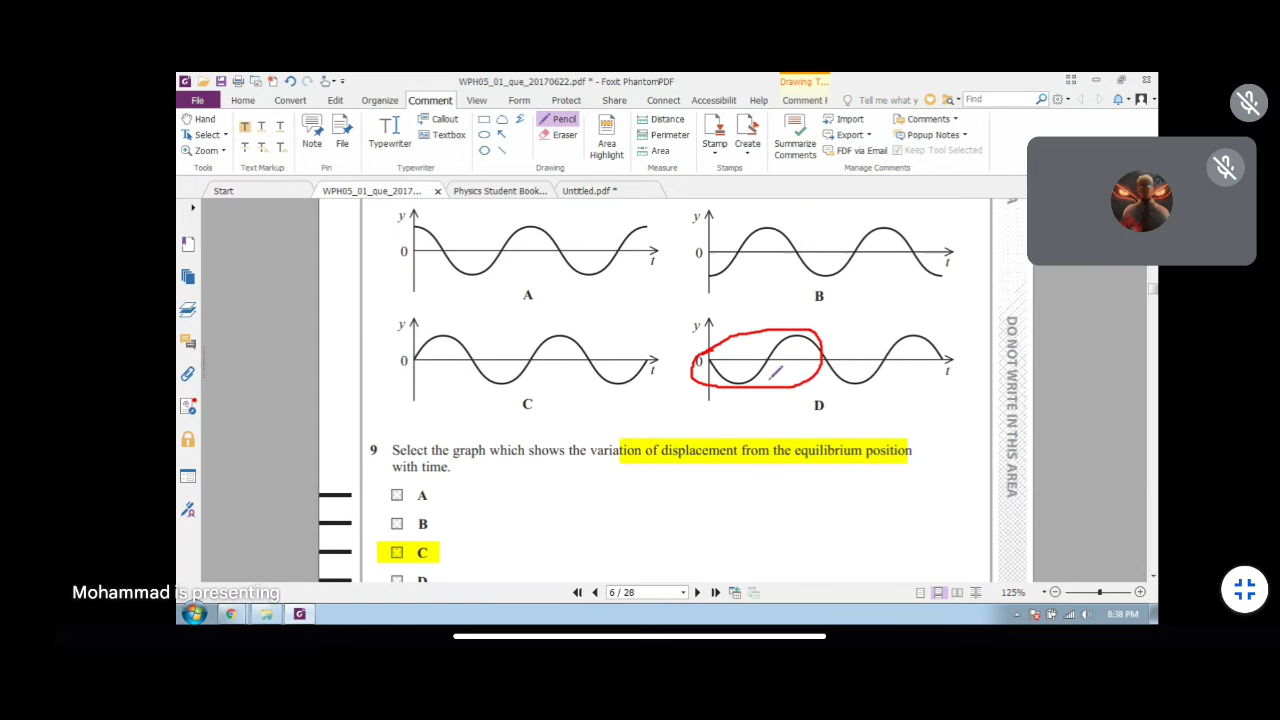 WPH05_01_que_20170622.pdf * - Foxit PhantomPDF
Drawing T...
File Home Convert Edit Organize Comment View Form Protect Share Connect Accessibilit Help Comment F Tell me what y Find
Hand
Select
Zoom
Tools
T T T
T T T
Text Markup
Note
File
Pin
Typewriter
Callout
Textbox
Typewriter
Pencil
Eraser
Drawing
Area
Highlight
Distance
Perimeter
Area
Measure
Stamp
Create
Stamp
Summarize
Comments
Import
Export
FDF via Email
Comments
Popup Notes
Keep Tool Selected
Manage Comments
Start WPH05_01_que_2017... Physics Student Book... Untitled.pdf *
y
0
t
A
y
0
t
B
y
0
t
C
y
0
t
D
9 Select the graph which shows the variation of displacement from the equilibrium position
with time.
A
B
C
D
A
DO NOT WRITE IN THIS AREA
Mohammad is presenting
6 / 28
125%
8:38 PM